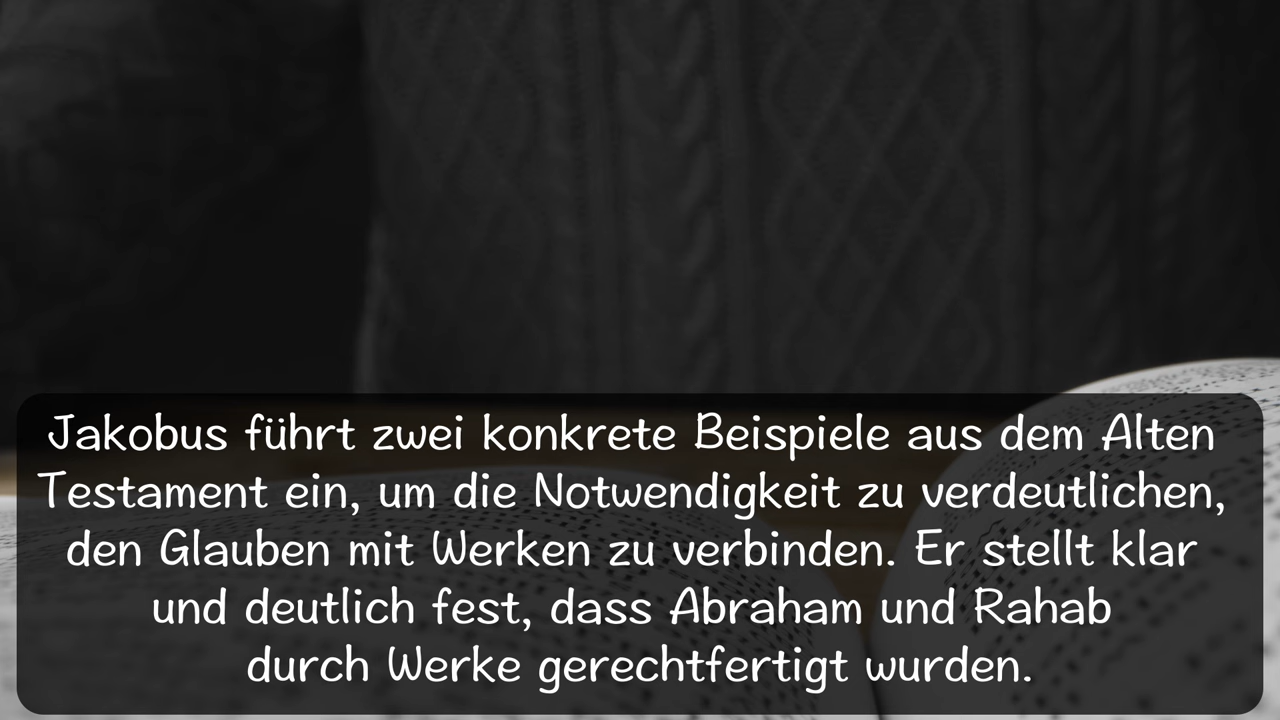 Jakobus führt zwei konkrete Beispiele aus dem Alten
Testament ein, um die Notwendigkeit zu verdeutlichen,
den Glauben mit Werken zu verbinden. Er stellt klar
und deutlich fest, dass Abraham und Rahab
durch Werke gerechtfertigt wurden.